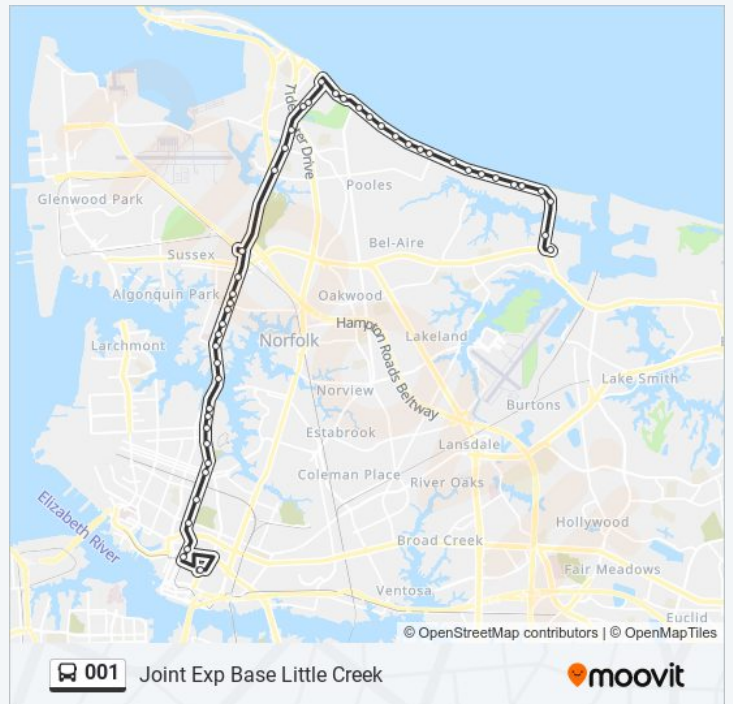 Tidewater Drive
Glenwood Park
Pooles
Sussex
Bel-Aire
Algonquin Park
Oakwood
Larchmont
Norfolk
Hampton Roads Beltway
Lakeland
Norview
Lake Smith
Burtons
Estabrook
Lansdale
Coleman Place
River Oaks
Elizabeth River
Hollywood
Broad Creek
Fair Meadows
Ventosa
Euclid
© OpenStreetMap contributors | © OpenMapTiles
001 Joint Exp Base Little Creek
moovit